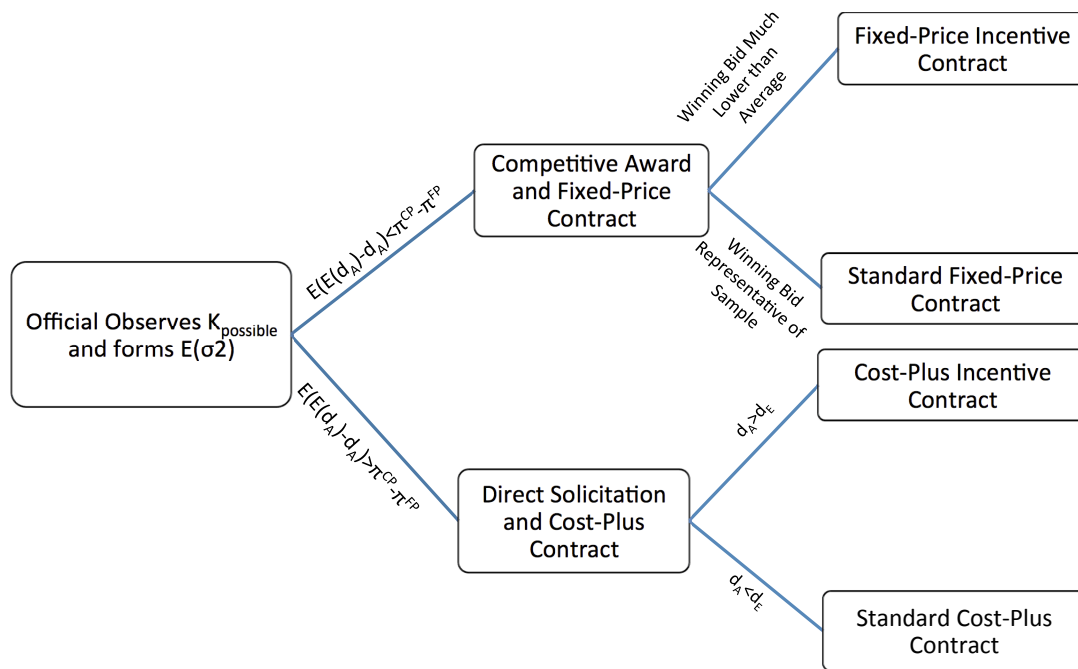 Official Observes K_possible
and forms E(σ2)
E(E(d_A)-d_A)<π^CP-π^FP
E(E(d_A)-d_A)>π^CP-π^FP
Competitive Award
and Fixed-Price
Contract
Direct Solicitation
and Cost-Plus
Contract
Winning Bid Much
Lower than
Average
Winning Bid
Representative of
Sample
d_A>d_E
d_A<d_E
Fixed-Price Incentive
Contract
Standard Fixed-Price
Contract
Cost-Plus Incentive
Contract
Standard Cost-Plus
Contract